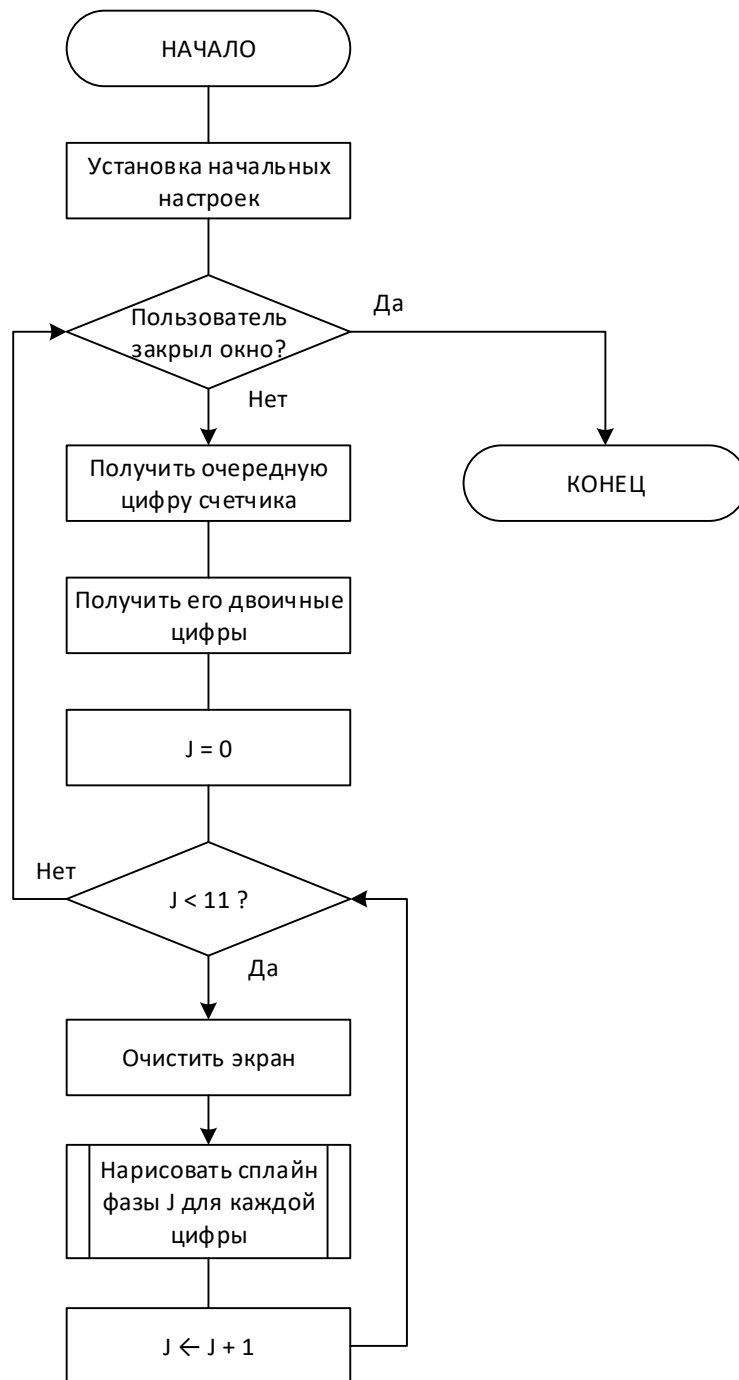 НАЧАЛО
Установка начальных
настроек
Пользователь
закрыл окно?
Да
Нет
Получить очередную
цифру счетчика
КОНЕЦ
Получить его двоичные
цифры
J = 0
Нет
J < 11 ?
Да
Очистить экран
Нарисовать сплайн
фазы J для каждой
цифры
J ← J + 1